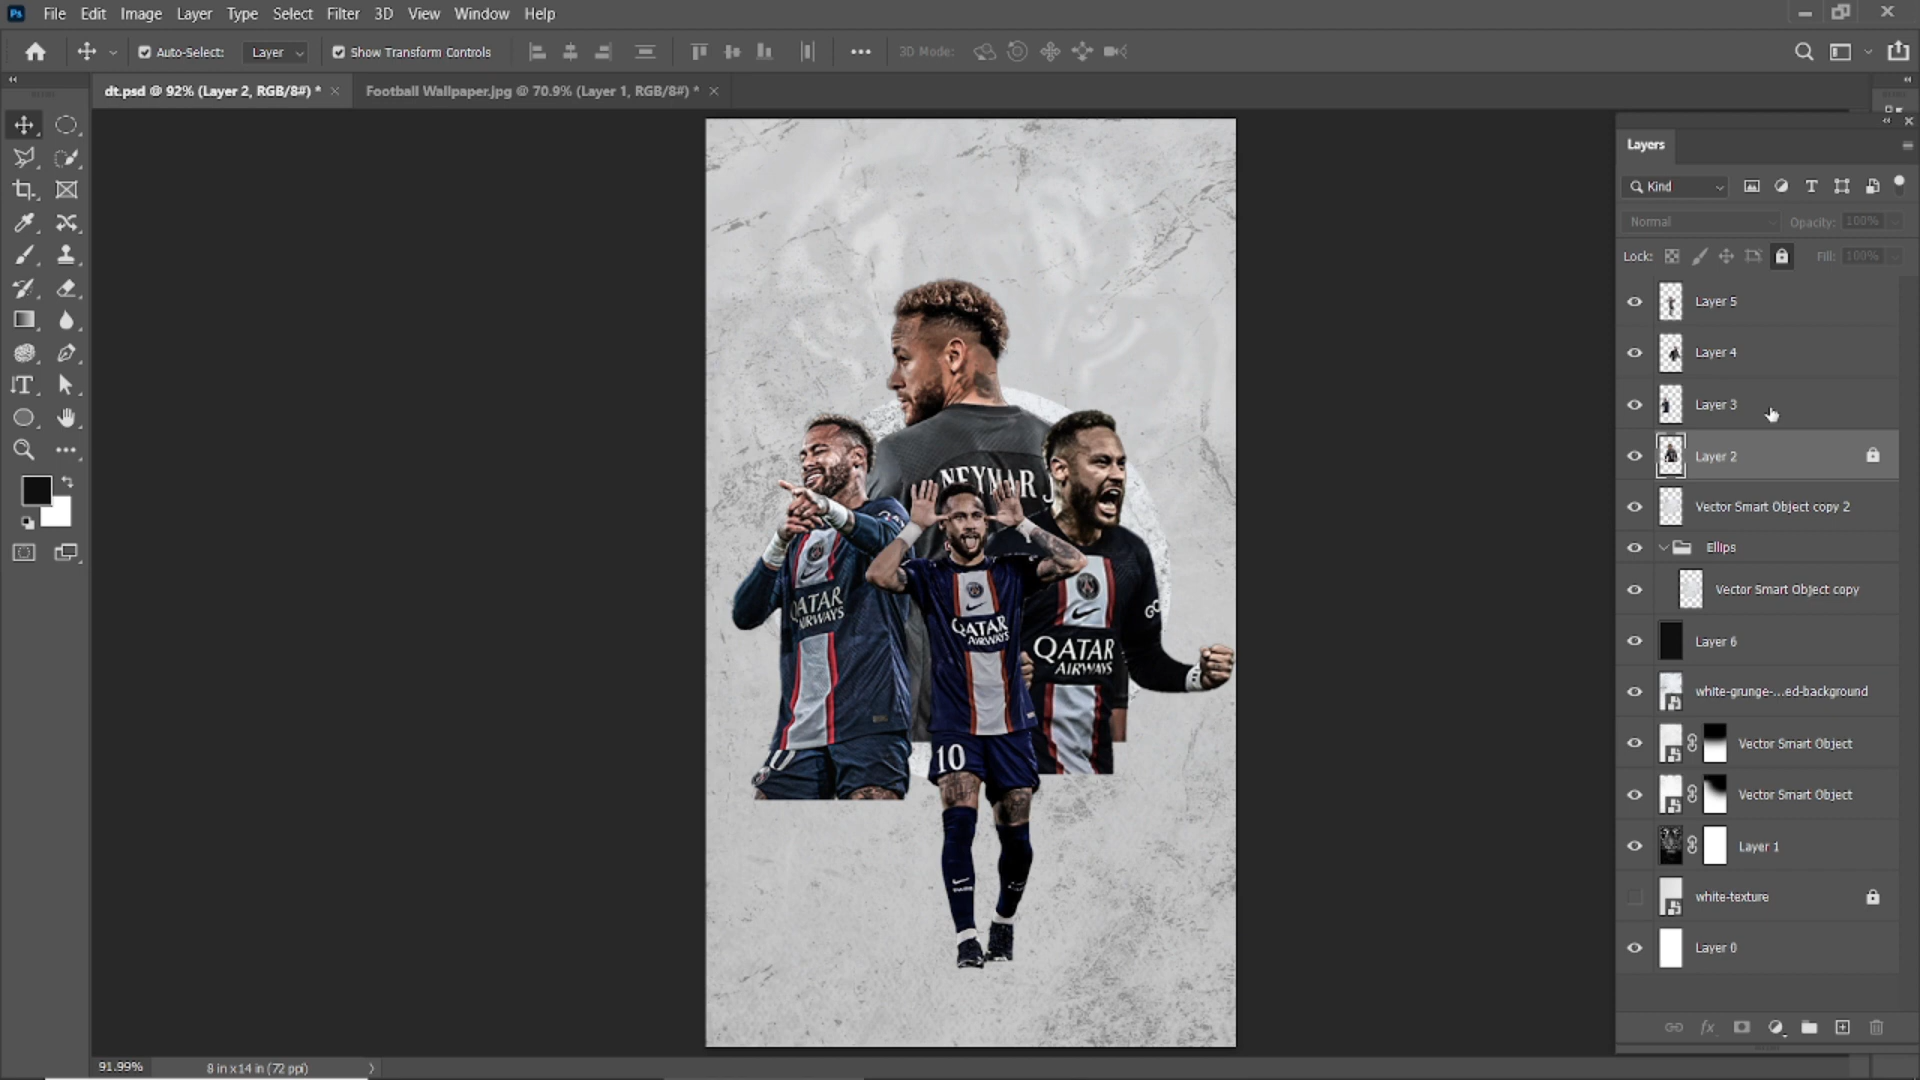 Ps File Edit Image Layer Type Select Filter 3D View Window Help
Auto-Select: Layer Show Transform Controls 3D Mode:
dt.psd @ 92% (Layer 2, RGB/8#) * Football Wallpaper.jpg @ 70.9% (Layer 1, RGB/8#) *
Layers
Kind
Normal Opacity: 100%
Lock: Fill: 100%
Layer 5
Layer 4
Layer 3
Layer 2
Vector Smart Object copy 2
Ellips
Vector Smart Object copy
Layer 6
white-grunge-...ed-background
Vector Smart Object
Vector Smart Object
Layer 1
white-texture
Layer 0
NEYMAR J
QATAR
AIRWAYS
QATAR
AIRWAYS
QATAR
AIRWAYS
10
91.99% 8 in x 14 in (72 ppi)